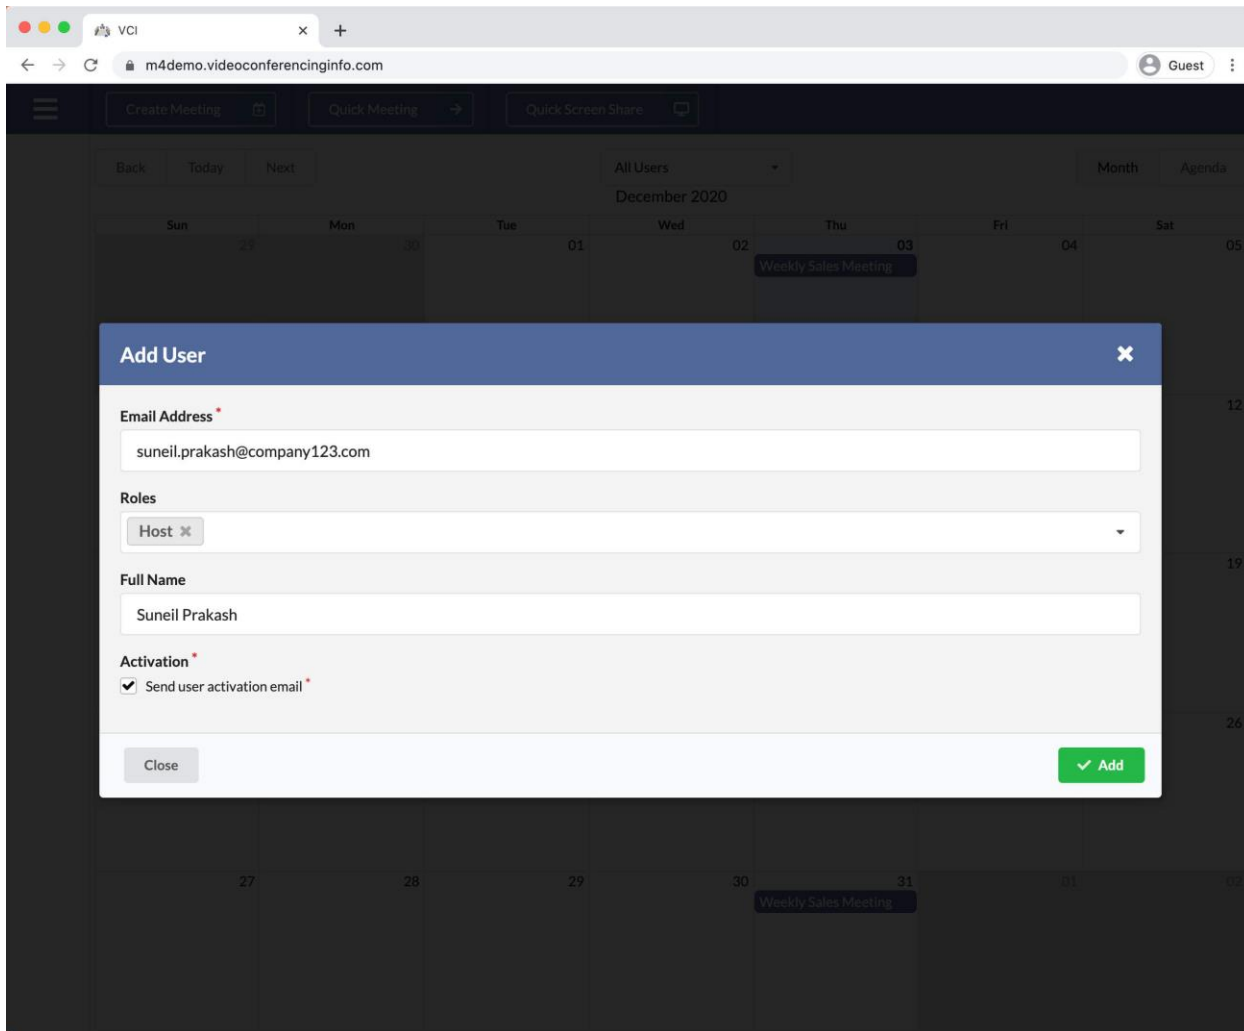 VCI
m4demo.videoconferencinginfo.com
Guest
Create Meeting
Quick Meeting
Quick Screen Share
Back Today Next
All Users
Month Agenda
December 2020
Sun Mon Tue Wed Thu Fri Sat
29 30 01 02 03 04 05
Weekly Sales Meeting
Add User
Email Address *
12
suneil.prakash@company123.com
Roles
Host
19
Full Name
Suneil Prakash
Activation *
Send user activation email *
26
Close
Add
27 28 29 30 31 01 02
Weekly Sales Meeting